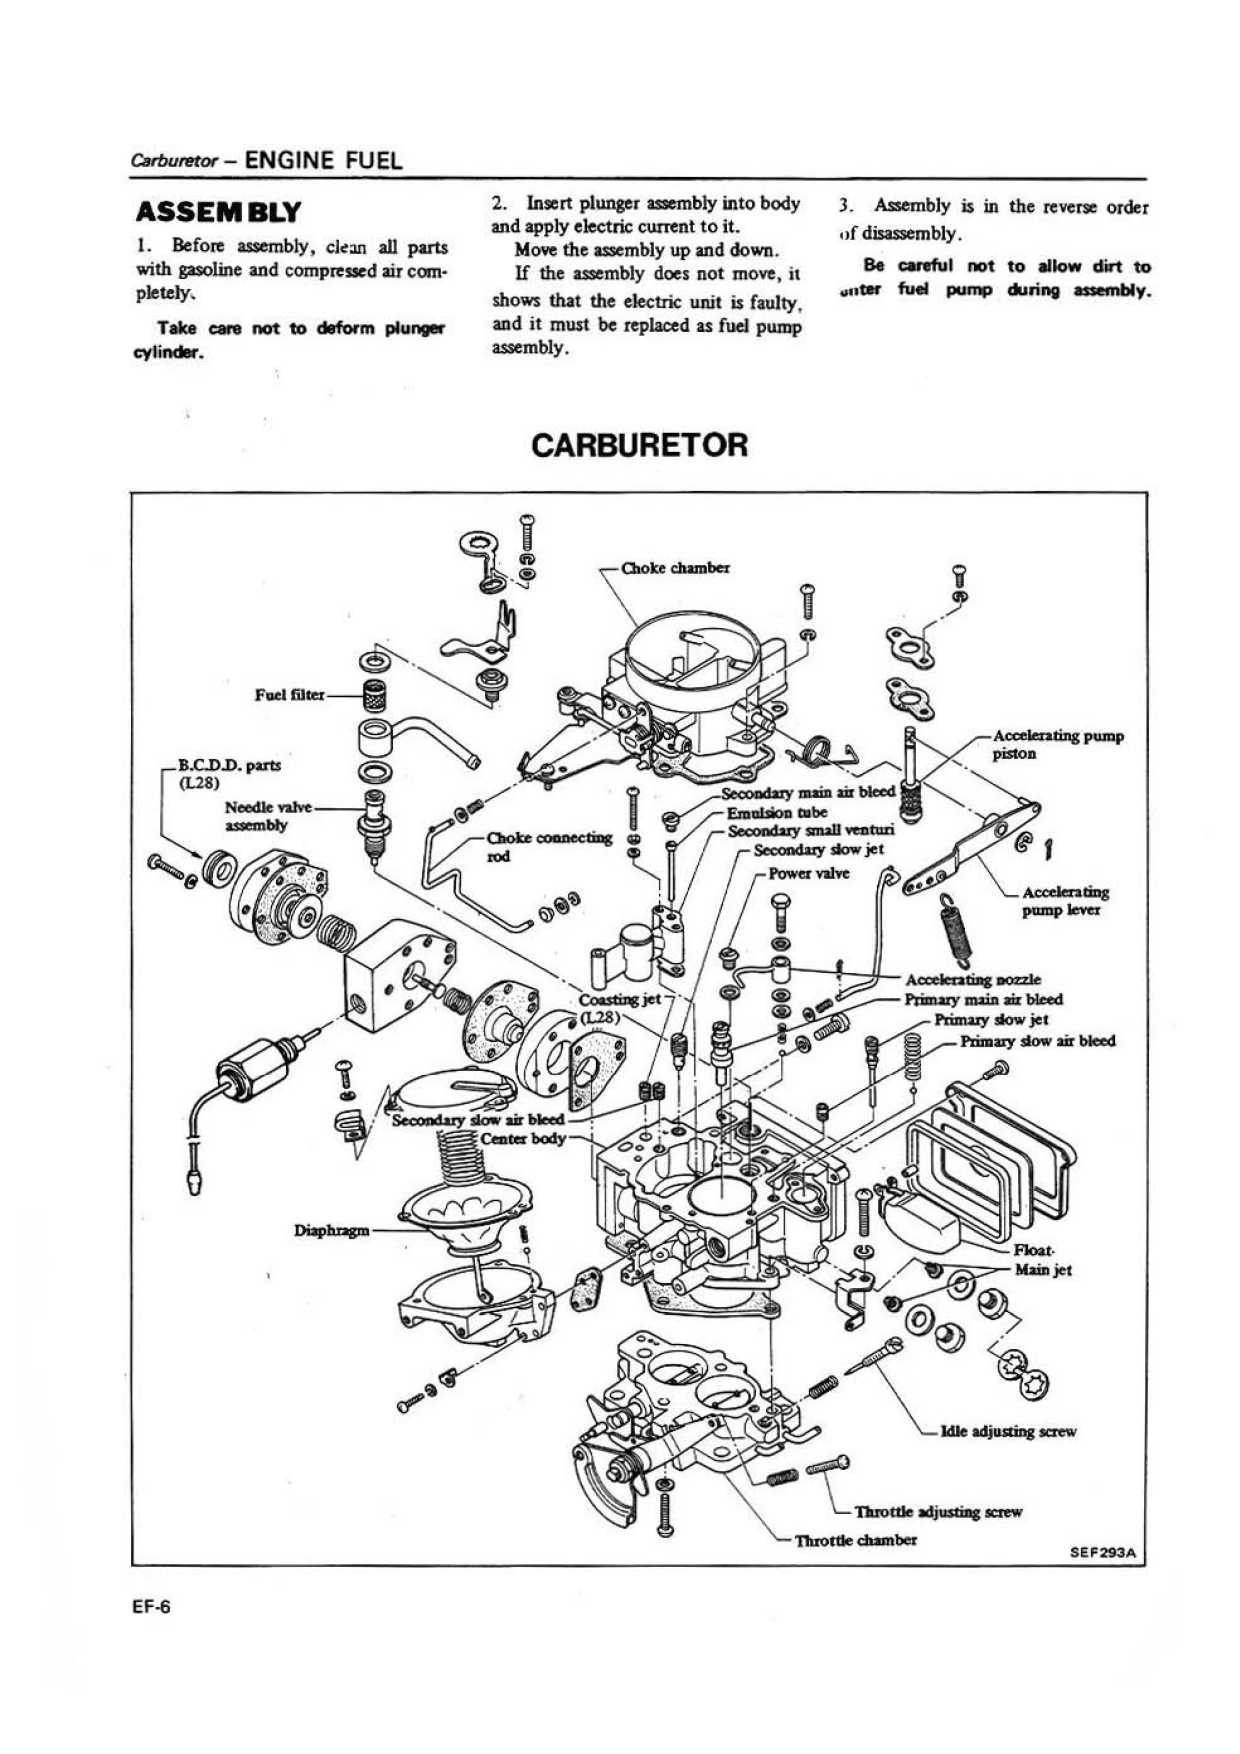 Carburetor – ENGINE FUEL
ASSEMBLY
1. Before assembly, clean all parts
with gasoline and compressed air com-
pletely.
Take care not to deform plunger
cylinder.
2. Insert plunger assembly into body
and apply electric current to it.
Move the assembly up and down.
If the assembly does not move, it
shows that the electric unit is faulty,
and it must be replaced as fuel pump
assembly.
3. Assembly is in the reverse order
of disassembly.
Be careful not to allow dirt to
enter fuel pump during assembly.
CARBURETOR
Choke chamber
Fuel filter
B.C.D.D. parts
(L28)
Needle valve
assembly
Choke connecting
rod
Accelerating pump
piston
Secondary main air bleed
Emulsion tube
Secondary small venturi
Secondary slow jet
Power valve
Accelerating
pump lever
Accelerating nozzle
Primary main air bleed
Primary slow jet
Primary slow air bleed
Coasting jet
(L28)
Secondary slow air bleed
Center body
Diaphragm
Float
Main jet
Idle adjusting screw
Throttle adjusting screw
Throttle chamber
SEF293A
EF-6